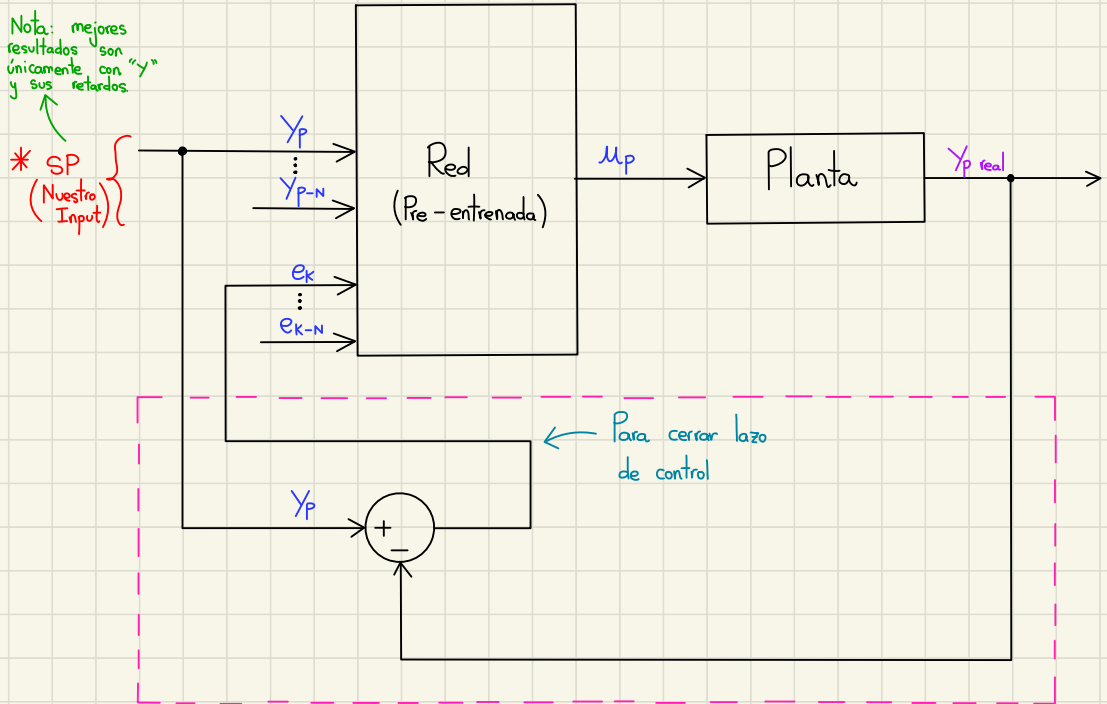 Nota: mejores
resultados son
únicamente con "Y"
y sus retardos.
* SP
(Nuestro
Input)
Yp
Yp-N
ek
ek-N
Red
(Pre-entrenada)
μp
Planta
Yp real
Para cerrar lazo
de control
Yp
+
−